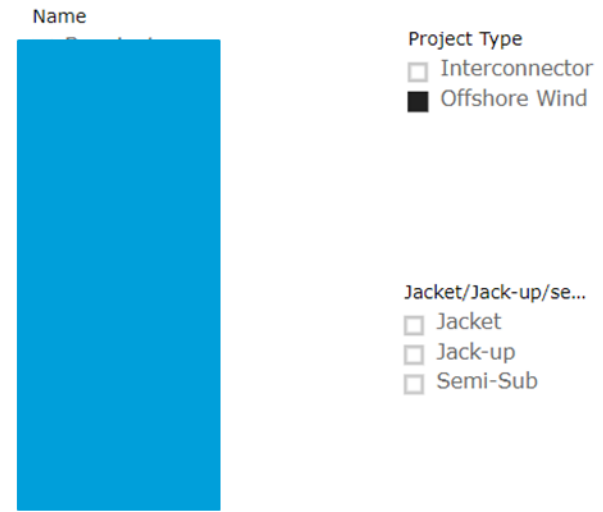 Name
Project Type
Interconnector
Offshore Wind
Jacket/Jack-up/se...
Jacket
Jack-up
Semi-Sub